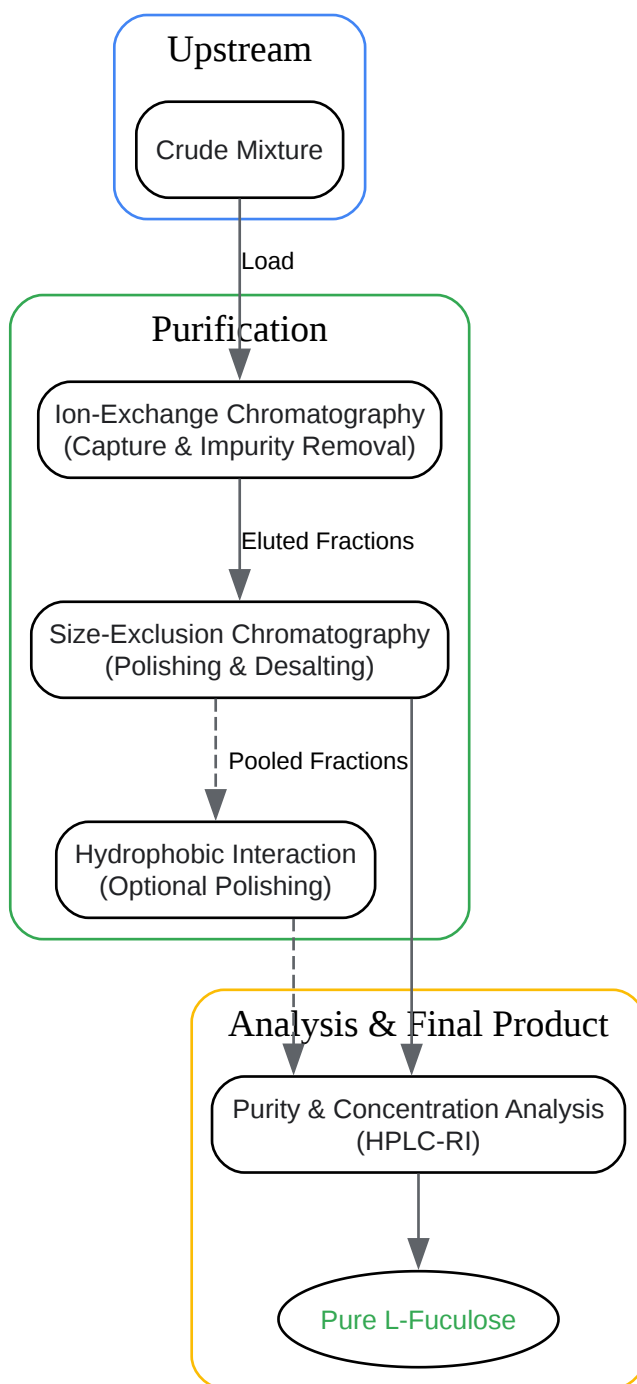 Upstream
Crude Mixture
Load
Purification
Ion-Exchange Chromatography
(Capture & Impurity Removal)
Eluted Fractions
Size-Exclusion Chromatography
(Polishing & Desalting)
Pooled Fractions
Hydrophobic Interaction
(Optional Polishing)
Analysis & Final Product
Purity & Concentration Analysis
(HPLC-RI)
Pure L-Fuculose